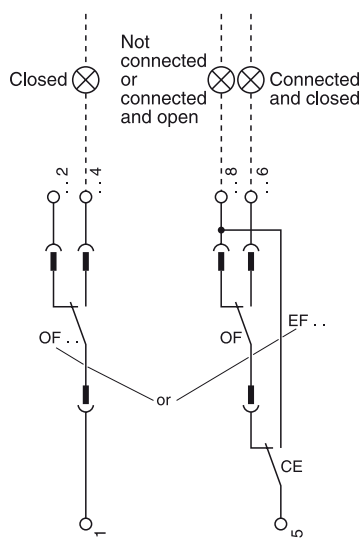 Closed
Not
connected
or
connected
and open
Connected
and closed
. . 2
. . 4
. . 8
. . 6
OF . .
or
OF
EF . .
CE
1
5